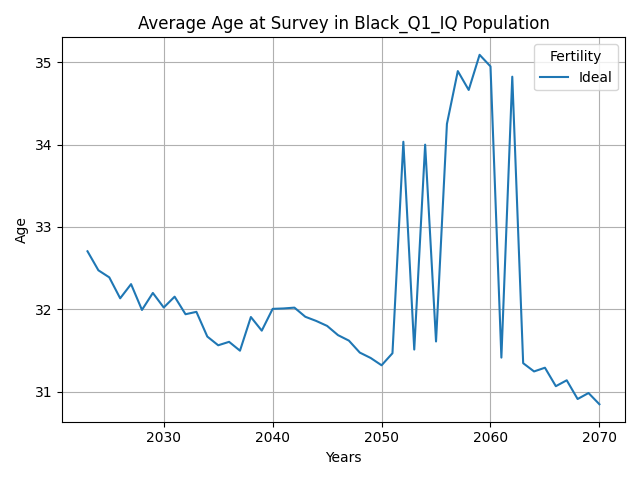 Average Age at Survey in Black_Q1_IQ Population
Fertility
Ideal
35
34
33
32
31
Age
2030 2040 2050 2060 2070
Years